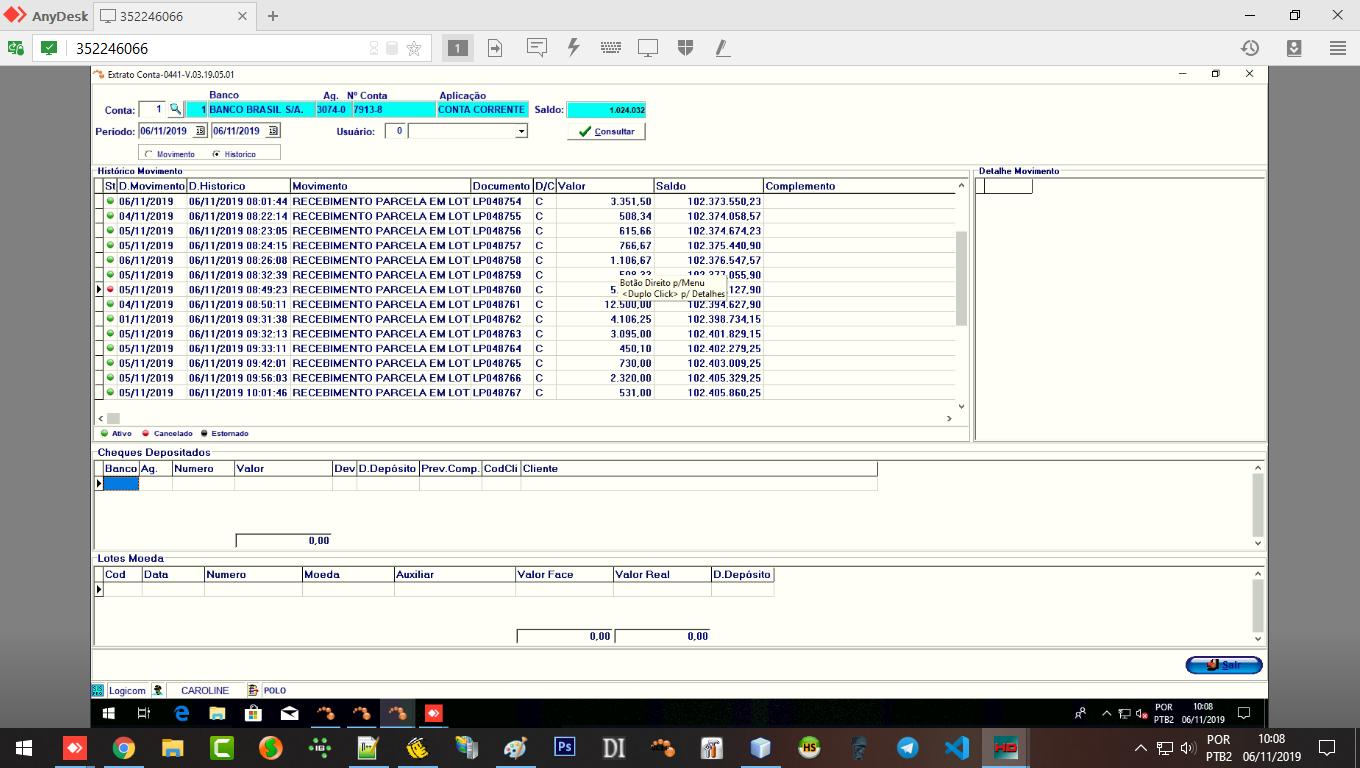 AnyDesk 352246066
352246066 1
Extrato Conta-0441-V.03.19.05.01
Banco Ag. Nº Conta Aplicação
Conta: 1 1 BANCO BRASIL S/A. 3074-0 7913-8 CONTA CORRENTE Saldo: 1.024.032
Período: 06/11/2019 06/11/2019 Usuário: 0 Consultar
Movimento Historico
Histórico Movimento Detalhe Movimento
St D.Movimento D.Historico Movimento Documento D/C Valor Saldo Complemento
06/11/2019 06/11/2019 08:01:44 RECEBIMENTO PARCELA EM LOT LP048754 C 3.351,50 102.373.550,23
04/11/2019 06/11/2019 08:22:14 RECEBIMENTO PARCELA EM LOT LP048755 C 508,34 102.374.058,57
05/11/2019 06/11/2019 08:23:05 RECEBIMENTO PARCELA EM LOT LP048756 C 615,66 102.374.674,23
05/11/2019 06/11/2019 08:24:15 RECEBIMENTO PARCELA EM LOT LP048757 C 766,67 102.375.440,90
05/11/2019 06/11/2019 08:26:08 RECEBIMENTO PARCELA EM LOT LP048758 C 1.106,67 102.376.547,57
05/11/2019 06/11/2019 08:32:39 RECEBIMENTO PARCELA EM LOT LP048759 C
05/11/2019 06/11/2019 08:49:23 RECEBIMENTO PARCELA EM LOT LP048760 C 5. 127,90
Botão Direito p/Menu
<Duplo Click> p/ Detalhes
04/11/2019 06/11/2019 08:50:11 RECEBIMENTO PARCELA EM LOT LP048761 C 12.500,00 102.394.627,90
01/11/2019 06/11/2019 09:31:38 RECEBIMENTO PARCELA EM LOT LP048762 C 4.106,25 102.398.734,15
05/11/2019 06/11/2019 09:32:13 RECEBIMENTO PARCELA EM LOT LP048763 C 3.095,00 102.401.829,15
05/11/2019 06/11/2019 09:33:11 RECEBIMENTO PARCELA EM LOT LP048764 C 450,10 102.402.279,25
05/11/2019 06/11/2019 09:42:01 RECEBIMENTO PARCELA EM LOT LP048765 C 730,00 102.403.009,25
05/11/2019 06/11/2019 09:56:03 RECEBIMENTO PARCELA EM LOT LP048766 C 2.320,00 102.405.329,25
05/11/2019 06/11/2019 10:01:46 RECEBIMENTO PARCELA EM LOT LP048767 C 531,00 102.405.860,25
Ativo Cancelado Estornado
Cheques Depositados
Banco Ag. Numero Valor Dev D.Depósito Prev.Comp. CodCli Cliente
0,00
Lotes Moeda
Cod Data Numero Moeda Auxiliar Valor Face Valor Real D.Depósito
0,00 0,00
Sair
Logicom CAROLINE POLO
POR 10:08
PTB2 06/11/2019
Ps DI HS HD POR 10:08
PTB2 06/11/2019